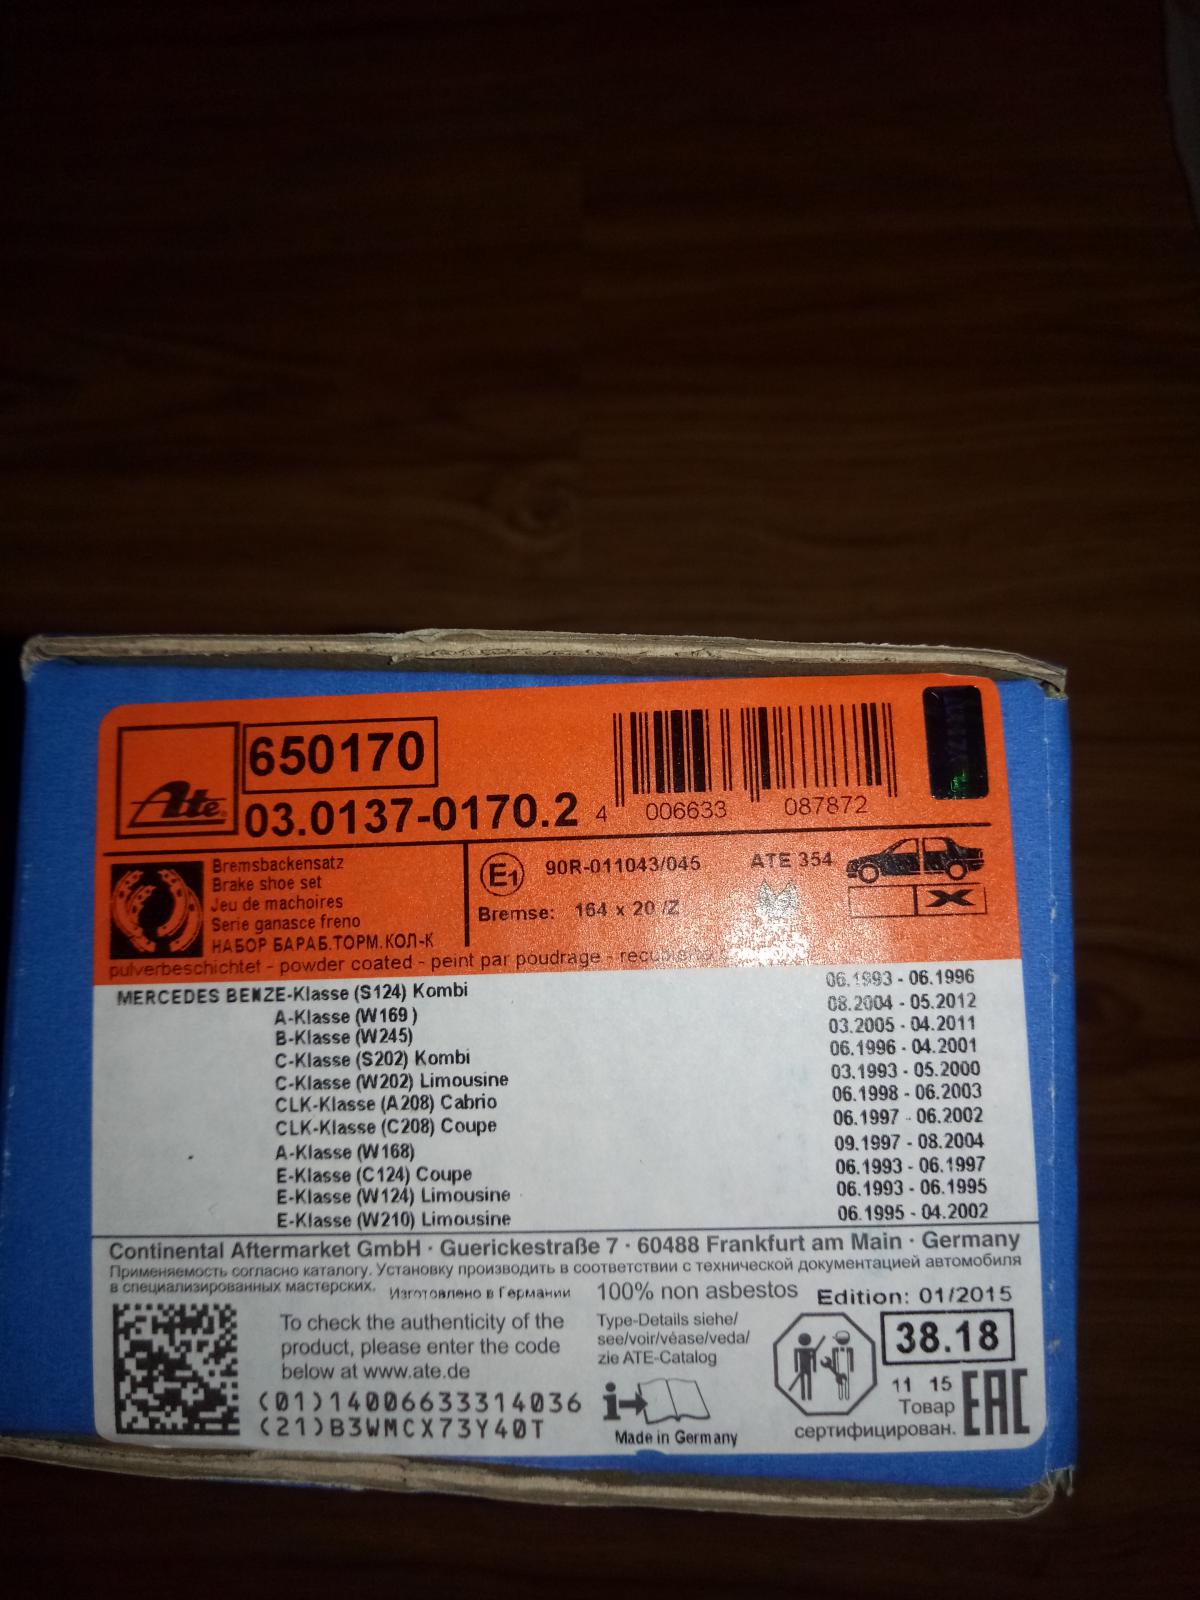 650170
Ate
03.0137-0170.2
4 006633 087872
Bremsbackensatz
Brake shoe set
Jeu de machoires
Serie ganasce freno
НАБОР БАРАБ.ТОРМ.КОЛ-К
E1 90R-011043/045 ATE 354
Bremse: 164 x 20 /Z
X
pulverbeschichtet - powder coated - peint par poudrage -
MERCEDES BENZ E-Klasse (S124) Kombi 06.1993 - 06.1996
A-Klasse (W169) 08.2004 - 05.2012
B-Klasse (W245) 03.2005 - 04.2011
C-Klasse (S202) Kombi 06.1996 - 04.2001
C-Klasse (W202) Limousine 03.1993 - 05.2000
CLK-Klasse (A208) Cabrio 06.1998 - 06.2003
CLK-Klasse (C208) Coupe 06.1997 - 06.2002
A-Klasse (W168) 09.1997 - 08.2004
E-Klasse (C124) Coupe 06.1993 - 06.1997
E-Klasse (W124) Limousine 06.1993 - 06.1995
E-Klasse (W210) Limousine 06.1995 - 04.2002
Continental Aftermarket GmbH · Guerickestraße 7 · 60488 Frankfurt am Main · Germany
Применяемость согласно каталогу. Установку производить в соответствии с технической документацией автомобиля
в специализированных мастерских. Изготовлено в Германии
100% non asbestos
Edition: 01/2015
To check the authenticity of the
product, please enter the code
below at www.ate.de
(01)14006633314036
(21)B3WMCX73Y40T
Type-Details siehe/
see/voir/véase/veda/
zie ATE-Catalog
i
Made in Germany
38.18
11 15
Товар
сертифицирован.
EAC